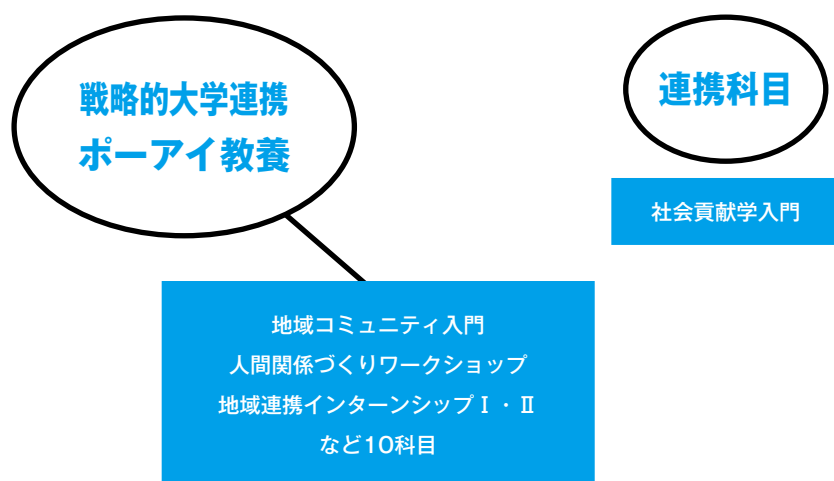 戦略的大学連携
ポーアイ教養
地域コミュニティ入門
人間関係づくりワークショップ
地域連携インターンシップⅠ・Ⅱ
など10科目
連携科目
社会貢献学入門